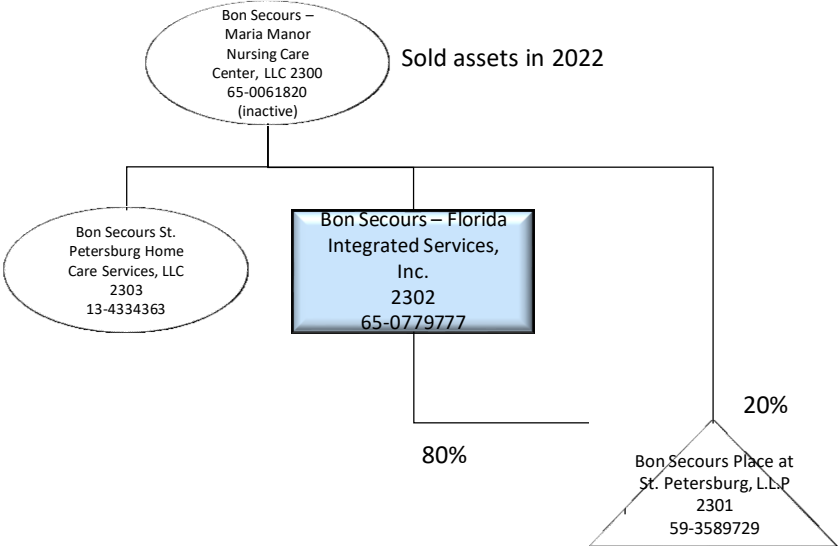 Bon Secours –
Maria Manor
Nursing Care
Center, LLC 2300
65-0061820
(inactive)
Sold assets in 2022
Bon Secours St.
Petersburg Home
Care Services, LLC
2303
13-4334363
Bon Secours – Florida
Integrated Services,
Inc.
2302
65-0779777
80%
20%
Bon Secours Place at
St. Petersburg, L.L.P
2301
59-3589729